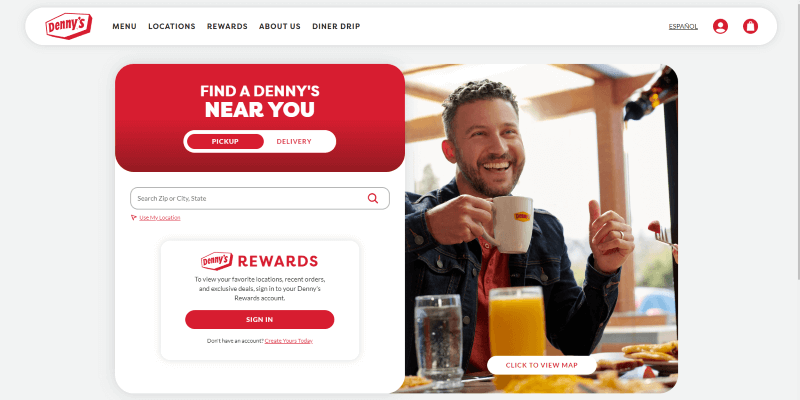 Denny's
MENU LOCATIONS REWARDS ABOUT US DINER DRIP
ESPAÑOL
FIND A DENNY'S
NEAR YOU
PICKUP DELIVERY
Search Zip or City, State
Use My Location
Denny's REWARDS
To view your favorite locations, recent orders,
and exclusive deals, sign in to your Denny's
Rewards account.
SIGN IN
Don't have an account? Create Yours Today
Denny's
CLICK TO VIEW MAP